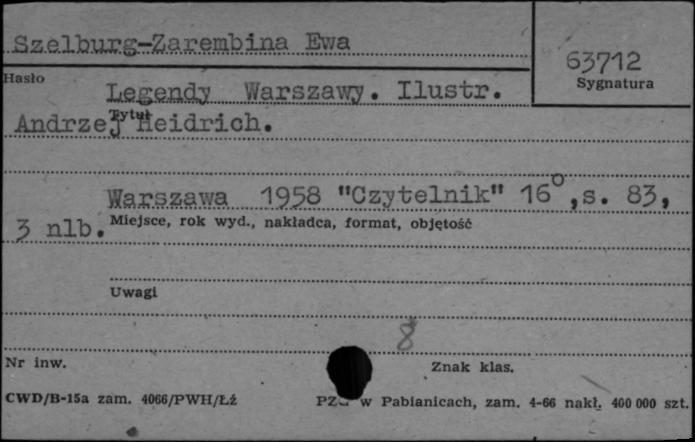 Szelburg-Zarembina Ewa
63712
Sygnatura
Hasło
Legendy Warszawy. Ilustr.
Tytuł
Andrzej Heidrich.
Warszawa 1958 "Czytelnik" 16°, s. 83,
Miejsce, rok wyd., nakładca, format, objętość
3 nlb.
Uwagi
8
Nr inw.
Znak klas.
CWD/B-15a zam. 4066/PWH/Łź
w Pabianicach, zam. 4-66 nakł. 400 000 szt.